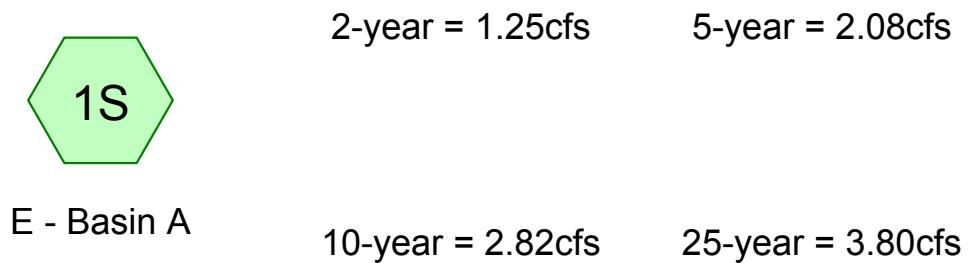 2-year = 1.25cfs 5-year = 2.08cfs
1S
E - Basin A
10-year = 2.82cfs 25-year = 3.80cfs